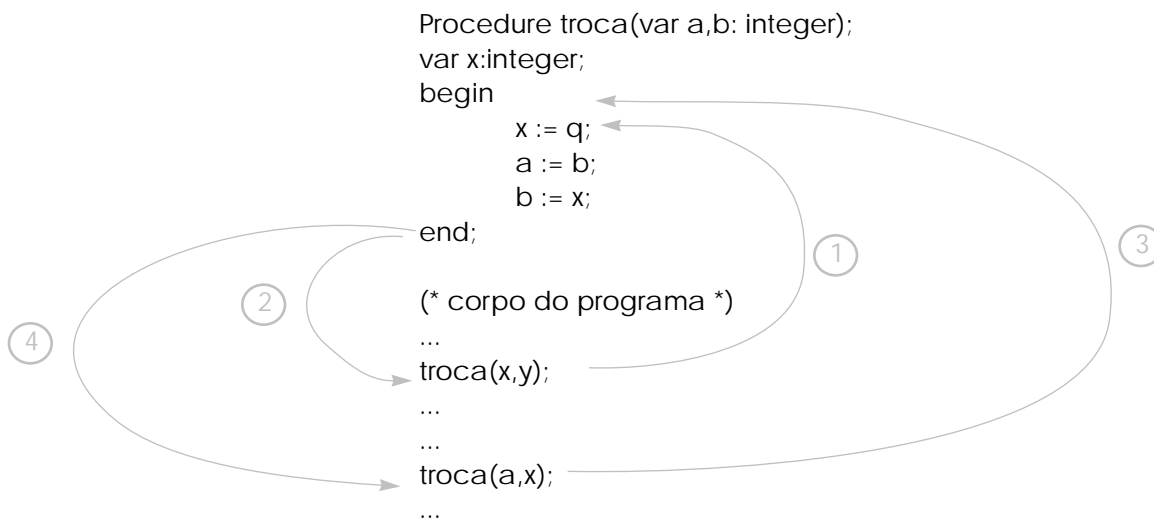 Procedure troca(var a,b: integer);
var x:integer;
begin
x := q;
a := b;
b := x;
end;
1
3
2
(* corpo do programa *)
4
...
troca(x,y);
...
...
troca(a,x);
...